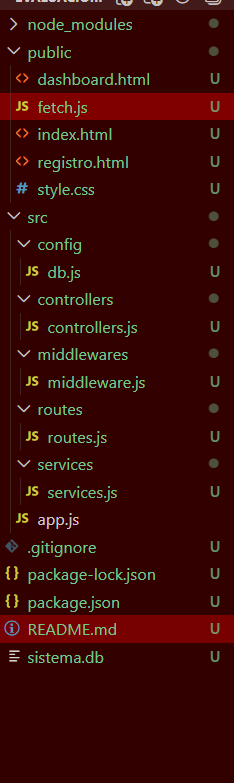 node_modules
public
dashboard.html U
JS fetch.js U
index.html U
registro.html U
# style.css U
src
config
JS db.js U
controllers
JS controllers.js U
middlewares
JS middleware.js U
routes
JS routes.js U
services
JS services.js U
JS app.js
.gitignore U
{} package-lock.json U
{} package.json U
README.md U
sistema.db U